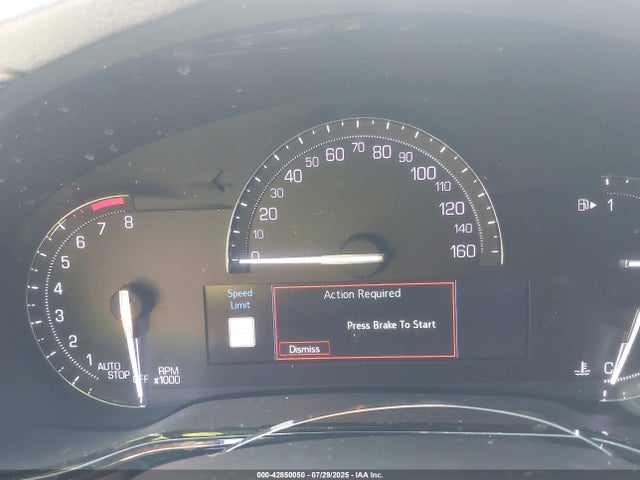 60 70 80
50 90
40 100
30 110
20 120
10 140
0 160
8
7
6
5
4
3
2
1
AUTO
STOP OFF
RPM
x1000
Speed
Limit
--
Action Required
Press Brake To Start
Dismiss
1
C
000-42850050 - 07/29/2025 - IAA Inc.